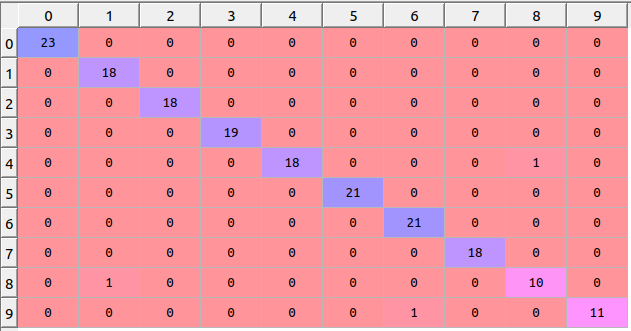 0 1 2 3 4 5 6 7 8 9
0 23 0 0 0 0 0 0 0 0 0
1 0 18 0 0 0 0 0 0 0 0
2 0 0 18 0 0 0 0 0 0 0
3 0 0 0 19 0 0 0 0 0 0
4 0 0 0 0 18 0 0 0 1 0
5 0 0 0 0 0 21 0 0 0 0
6 0 0 0 0 0 0 21 0 0 0
7 0 0 0 0 0 0 0 18 0 0
8 0 1 0 0 0 0 0 0 10 0
9 0 0 0 0 0 0 1 0 0 11